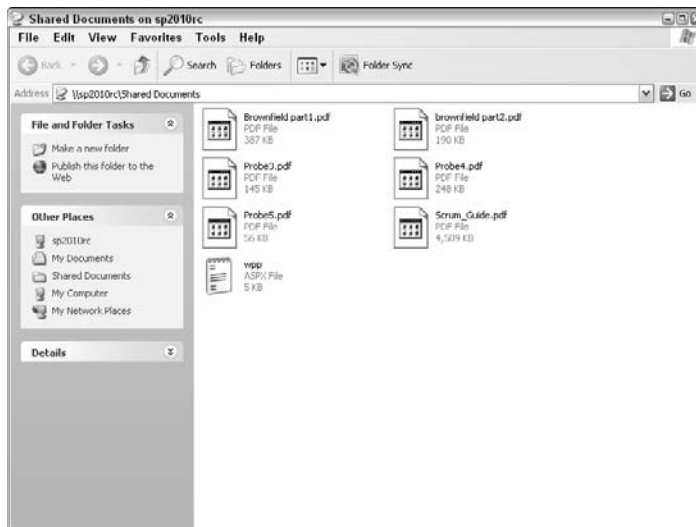 Shared Documents on sp2010rc
File Edit View Favorites Tools Help
Back Search Folders Folder Sync
Address \\sp2010rc\Shared Documents Go
File and Folder Tasks
Make a new folder
Publish this folder to the
Web
Other Places
sp2010rc
My Documents
Shared Documents
My Computer
My Network Places
Details
Brownfield part1.pdf
PDF File
387 KB
brownfield part2.pdf
PDF File
190 KB
Probe3.pdf
PDF File
145 KB
Probe4.pdf
PDF File
248 KB
Probe5.pdf
PDF File
56 KB
Scrum_Guide.pdf
PDF File
4,509 KB
wpp
ASPX File
5 KB